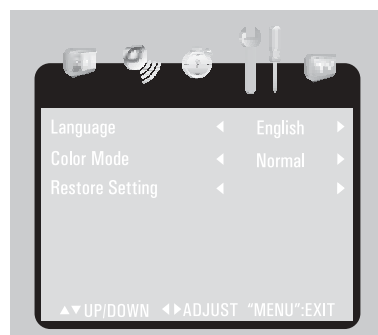 Language ◀ English ▶
Color Mode ◀ Normal ▶
Restore Setting ◀ ▶
▲▼ UP/DOWN ◀▶ADJUST "MENU":EXIT